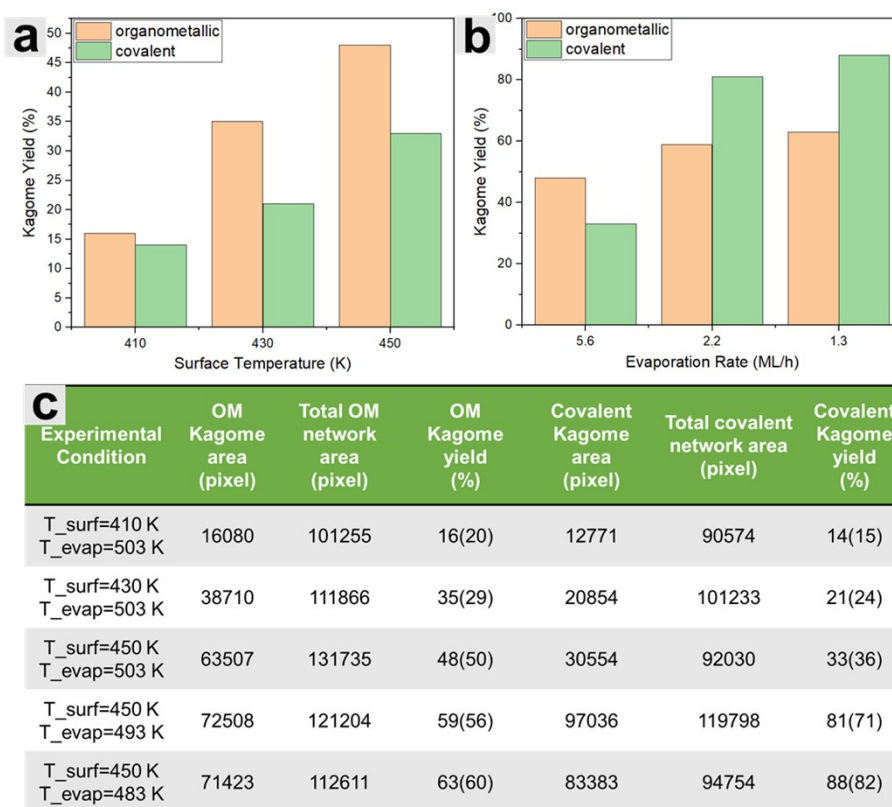 a
organometallic
covalent
50
45
40
35
30
25
20
15
10
5
0
Kagome Yield (%)
410
430
450
Surface Temperature (K)
b
organometallic
covalent
100
80
60
40
20
0
Kagome Yield (%)
5.6
2.2
1.3
Evaporation Rate (ML/h)
c
Experimental Condition
OM Kagome area (pixel)
Total OM network area (pixel)
OM Kagome yield (%)
Covalent Kagome area (pixel)
Total covalent network area (pixel)
Covalent Kagome yield (%)
T_surf=410 K
T_evap=503 K
16080 101255 16(20) 12771 90574 14(15)
T_surf=430 K
T_evap=503 K
38710 111866 35(29) 20854 101233 21(24)
T_surf=450 K
T_evap=503 K
63507 131735 48(50) 30554 92030 33(36)
T_surf=450 K
T_evap=493 K
72508 121204 59(56) 97036 119798 81(71)
T_surf=450 K
T_evap=483 K
71423 112611 63(60) 83383 94754 88(82)